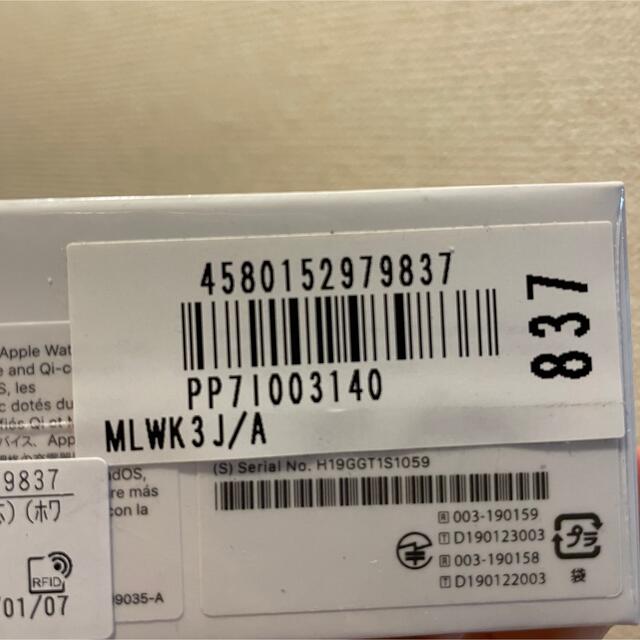 4580152979837
837
PP7I003140
MLWK3J/A
Apple Wat
e and Qi-c
S, les
c dotés du
バイス、App
9837
(ホワ
RFID
/01/07
ndOS,
re más
con la
9035-A
(S) Serial No. H19GGT1S1059
R 003-190159
T D190123003
R 003-190158
T D190122003
プラ
袋